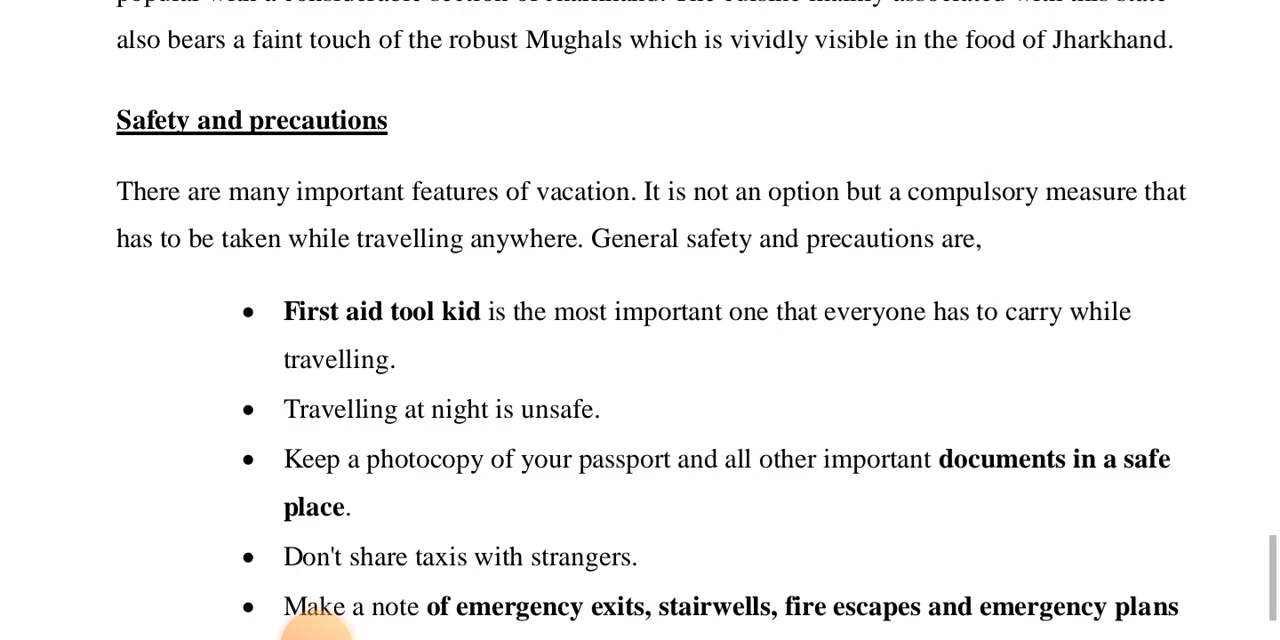 also bears a faint touch of the robust Mughals which is vividly visible in the food of Jharkhand.
Safety and precautions
There are many important features of vacation. It is not an option but a compulsory measure that
has to be taken while travelling anywhere. General safety and precautions are,
• First aid tool kid is the most important one that everyone has to carry while
travelling.
• Travelling at night is unsafe.
• Keep a photocopy of your passport and all other important documents in a safe
place.
• Don't share taxis with strangers.
• Make a note of emergency exits, stairwells, fire escapes and emergency plans